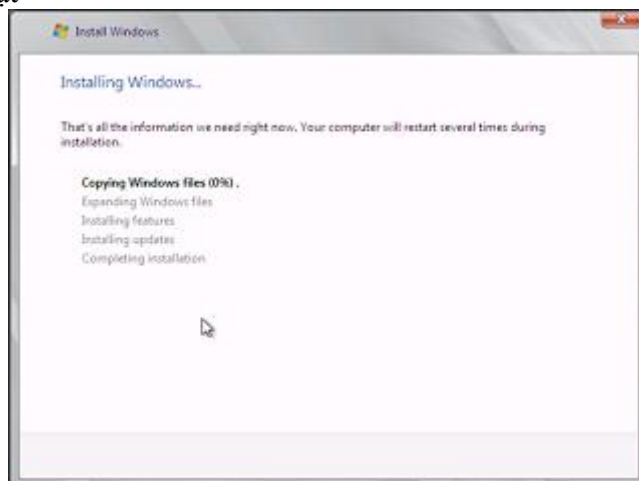 Install Windows
Installing Windows...
That's all the information we need right now. Your computer will restart several times during
installation.
Copying Windows files (0%) .
Expanding Windows files
Installing features
Installing updates
Completing installation